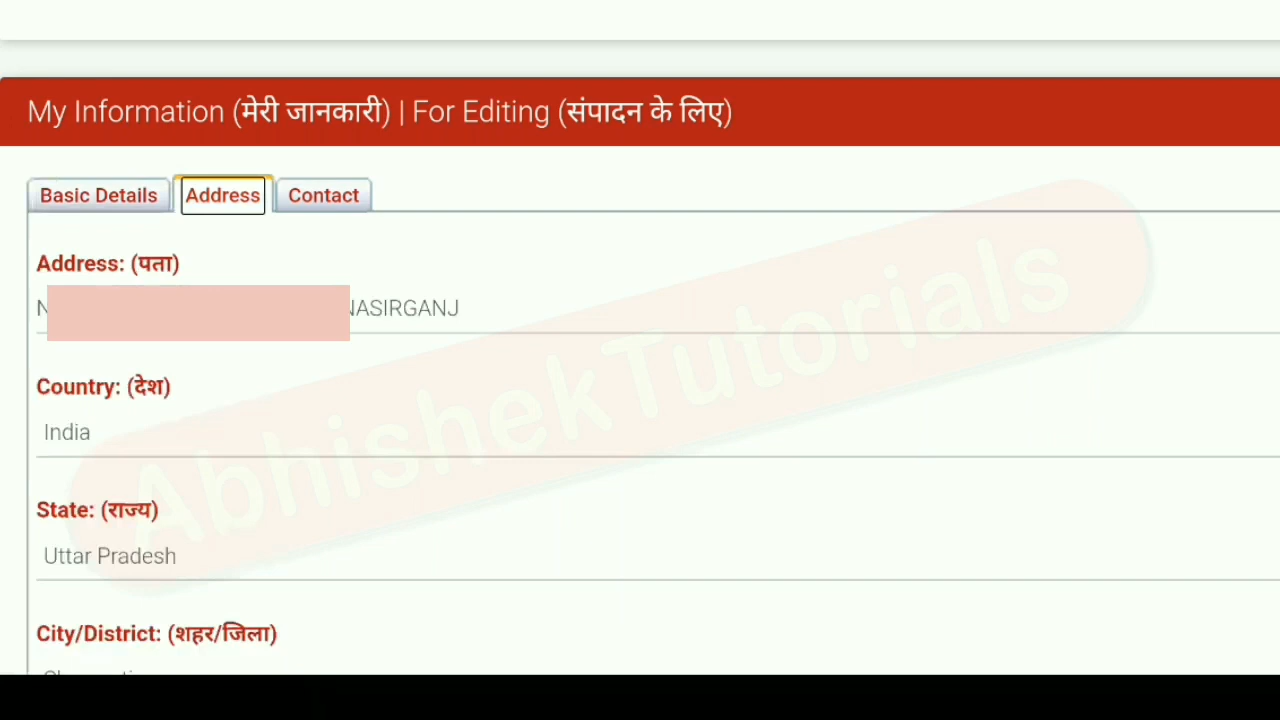 My Information (मेरी जानकारी) | For Editing (संपादन के लिए)
Basic Details Address Contact
Address: (पता)
NASIRGANJ
Country: (देश)
India
State: (राज्य)
Uttar Pradesh
City/District: (शहर/जिला)
AbhishekTutorials